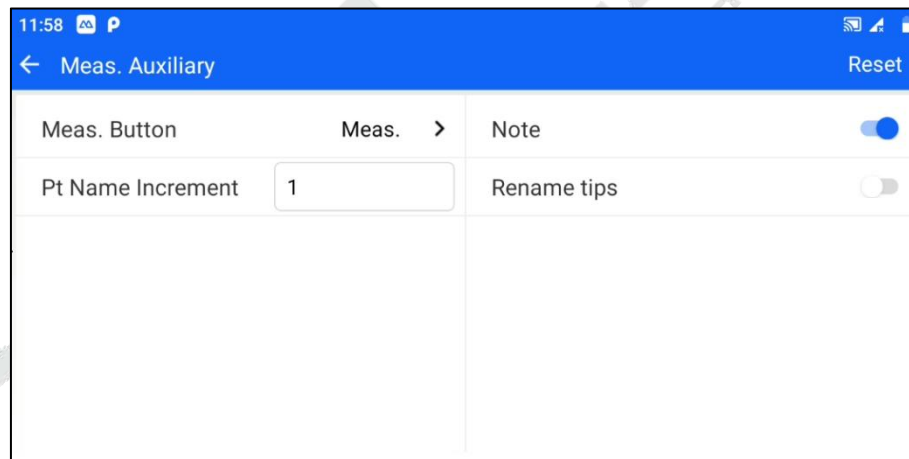 11:58
Meas. Auxiliary
Reset
Meas. Button
Meas.
Note
Pt Name Increment
1
Rename tips